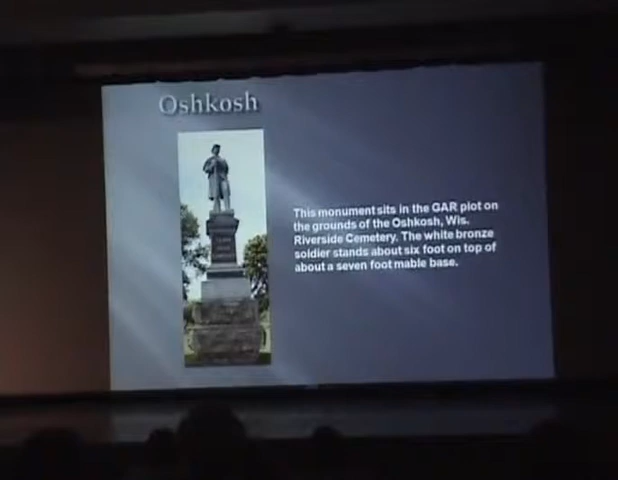 Oshkosh
This monument sits in the GAR plot on
the grounds of the Oshkosh, Wis.
Riverside Cemetery. The white bronze
soldier stands about six foot on top of
about a seven foot mable base.